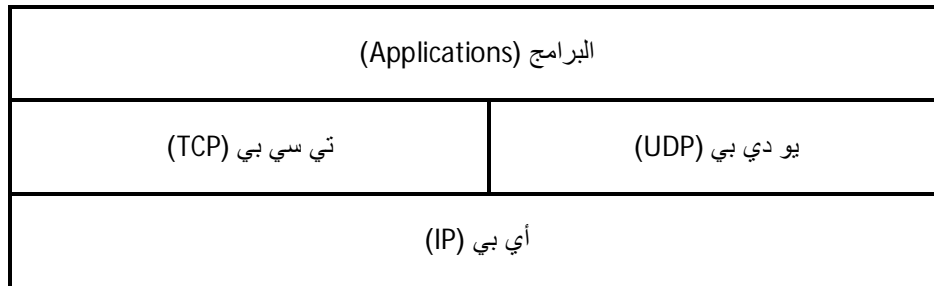 البرامج (Applications)
يو دي بي (UDP)
تي سي بي (TCP)
أي بي (IP)